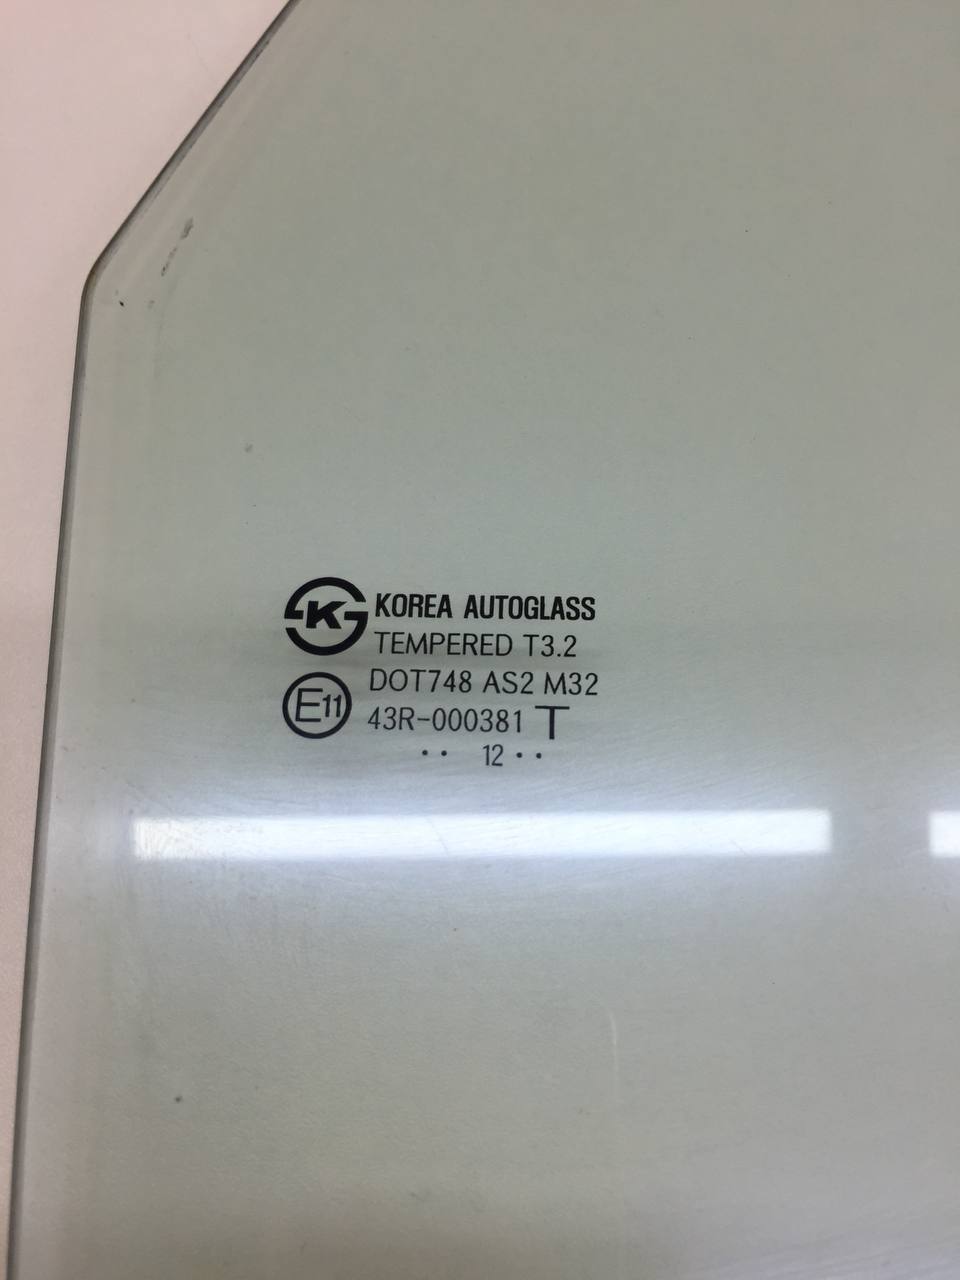 K KOREA AUTOGLASS
TEMPERED T3.2
DOT748 AS2 M32
E11 43R-000381 T
·· 12 ··